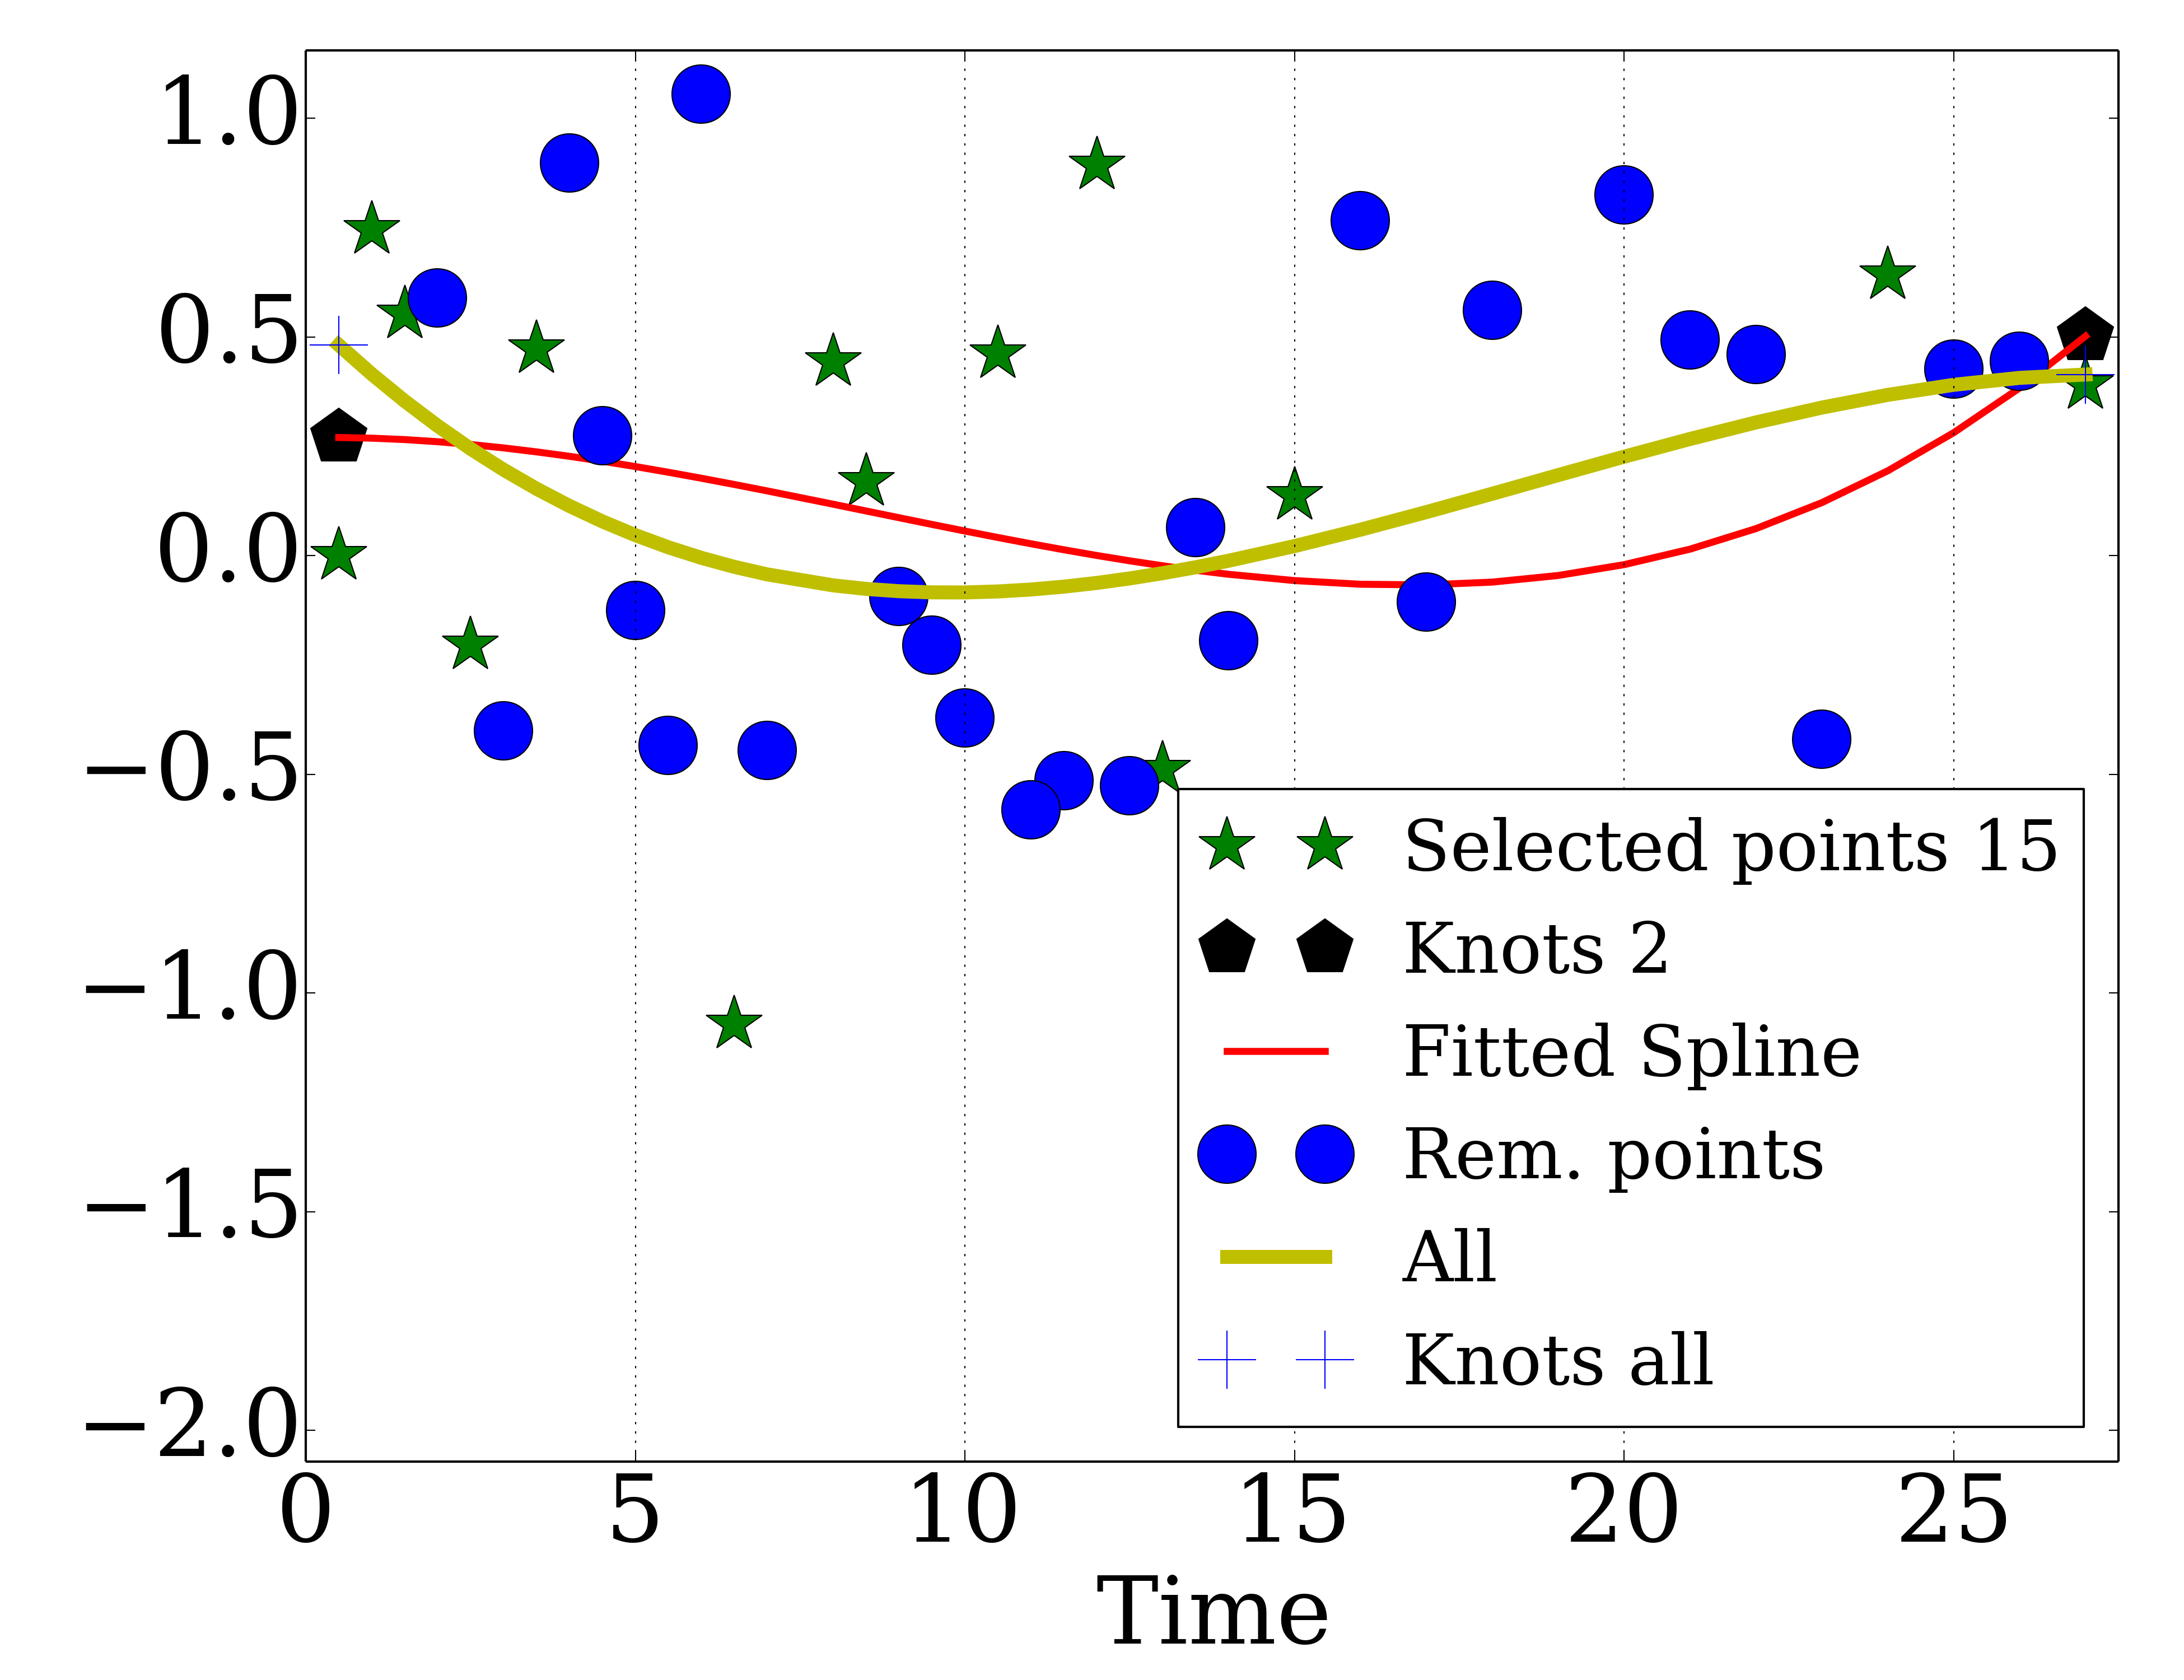 1.0
0.5
0.0
−0.5
−1.0
−1.5
−2.0
0 5 10 15 20 25
Time
Selected points 15
Knots 2
Fitted Spline
Rem. points
All
Knots all